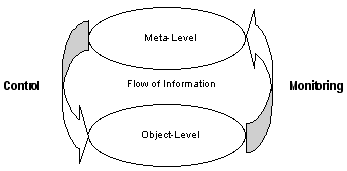 Meta-Level
Control
Flow of Information
Monitoring
Object-Level